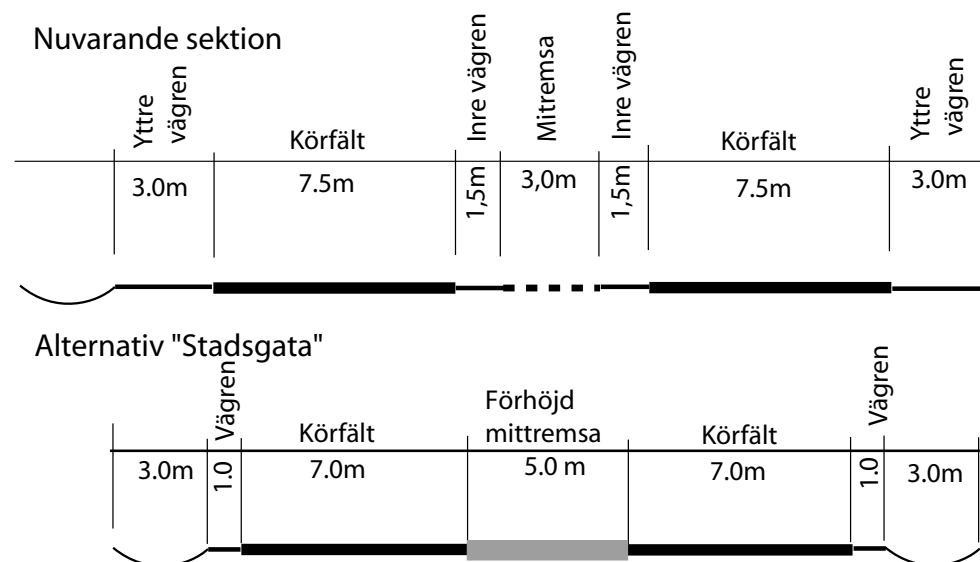 Nuvarande sektion
Yttre
vägren
Körfält
Inre vägren
Mitremsa
Inre vägren
Körfält
Yttre
vägren
3.0m
7.5m
1,5m
3,0m
1,5m
7.5m
3.0m
Alternativ "Stadsgata"
Vägren
Körfält
Förhöjd
mittremsa
Körfält
Vägren
3.0m
1.0
7.0m
5.0 m
7.0m
1.0
3.0m